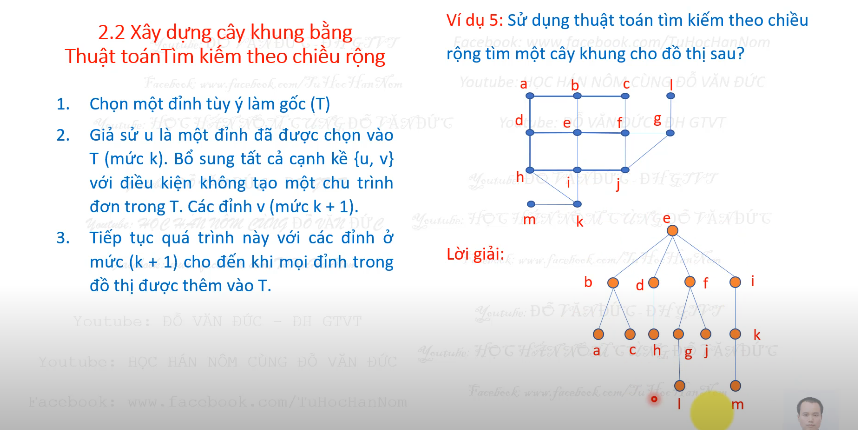 2.2 Xây dựng cây khung bằng
Thuật toánTìm kiếm theo chiều rộng
1. Chọn một đỉnh tùy ý làm gốc (T)
2. Giả sử u là một đỉnh đã được chọn vào
T (mức k). Bổ sung tất cả cạnh kề {u, v}
với điều kiện không tạo một chu trình
đơn trong T. Các đỉnh v (mức k + 1).
3. Tiếp tục quá trình này với các đỉnh ở
mức (k + 1) cho đến khi mọi đỉnh trong
đồ thị được thêm vào T.
Youtube: ĐỖ VĂN ĐỨC - ĐH GTVT
Youtube: HỌC HÁN NÔM CÙNG ĐỖ VĂN ĐỨC
Facebook: www.facebook.com/TuHocHanNom
Ví dụ 5: Sử dụng thuật toán tìm kiếm theo chiều
rộng tìm một cây khung cho đồ thị sau?
a b c l
d e f g
h i j
m k
Lời giải:
e
b d f i
a c h g j k
l m